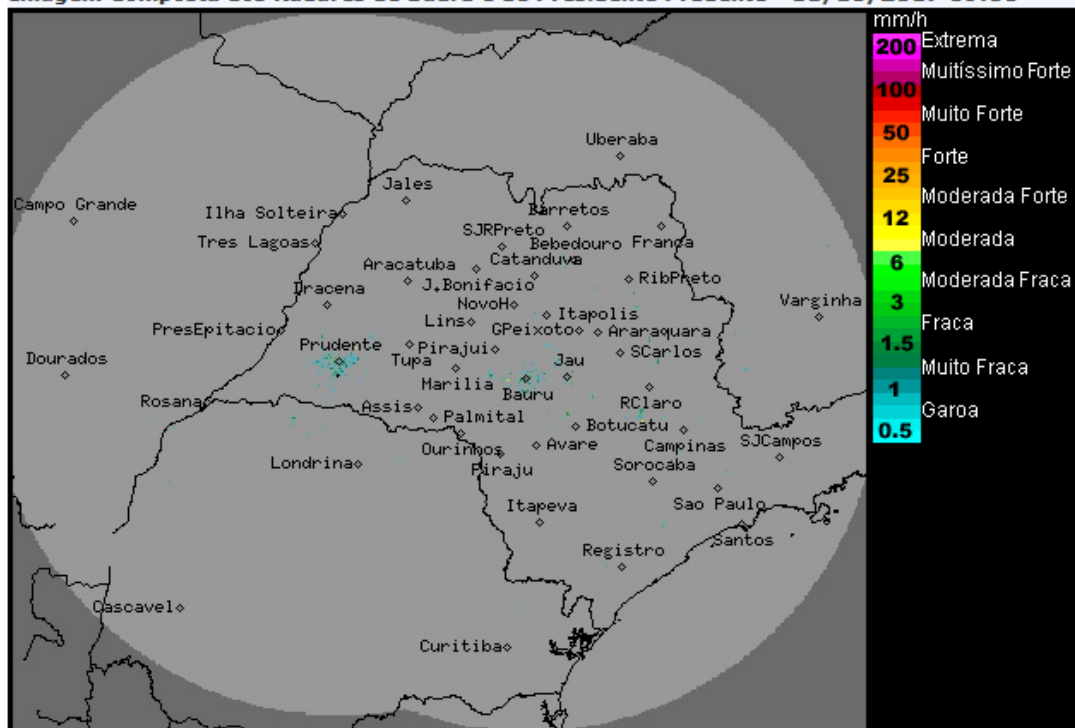 mm/h
200 Extrema
Muitíssimo Forte
100
Muito Forte
50
Forte
25
Moderada Forte
12
Moderada
6
Moderada Fraca
3
Fraca
1.5
Muito Fraca
1
Garoa
0.5
Uberaba
Jales
Campo Grande
Ilha Solteira
Barretos
SJRPreto
Tres Lagoas
Bebedouro
Franca
Catanduva
Aracatuba
J.Bonifacio
RibPreto
Dracena
NovoH
Varginha
Itapolis
Lins
PresEpitacio
GPeixoto
Araraquara
Prudente
Pirajui
SCarlos
Dourados
Tupa
Jau
Marilia
Bauru
Rosana
Assis
RClaro
Palmital
Botucatu
Ourinhos
Avare
Campinas
SJCampos
Londrina
Piraju
Sorocaba
Itapeva
Sao Paulo
Santos
Registro
Cascavel
Curitiba